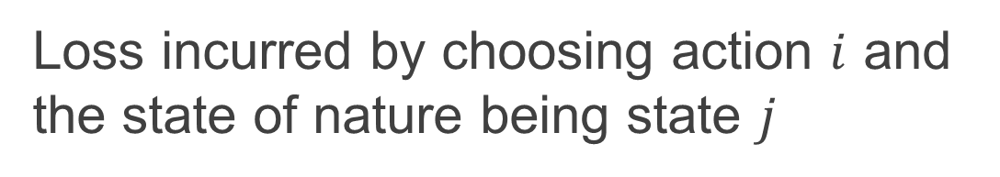 Loss incurred by choosing action i and
the state of nature being state j